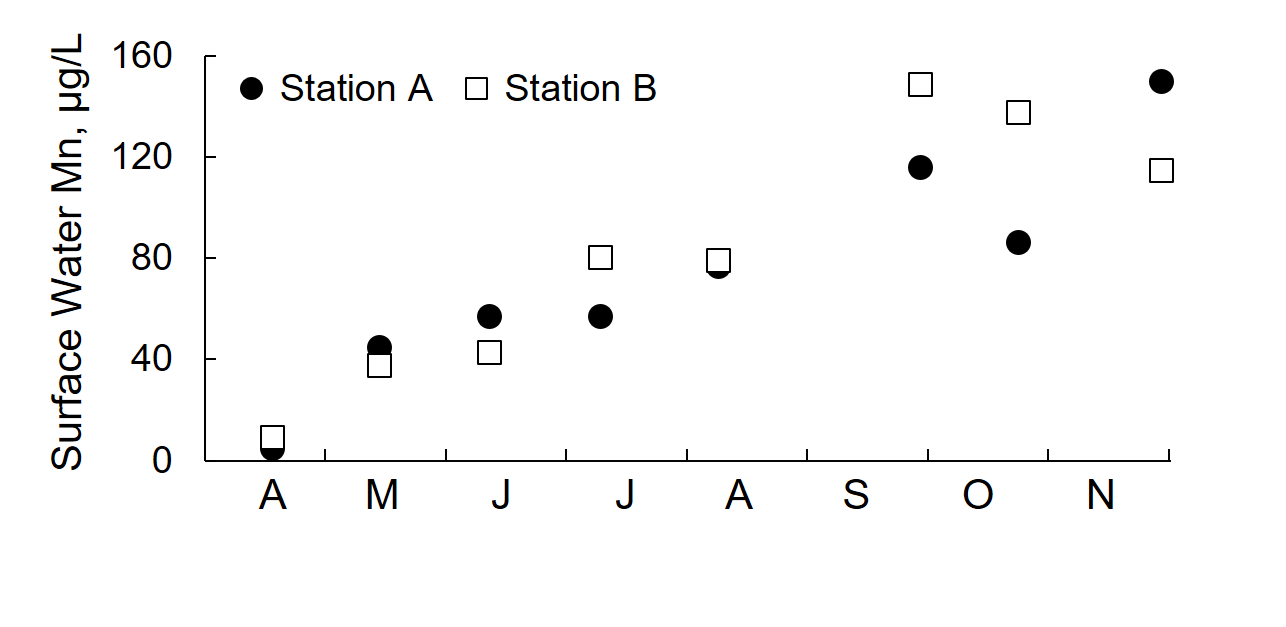 Surface Water Mn, µg/L
160
120
80
40
0
Station A Station B
A M J J A S O N